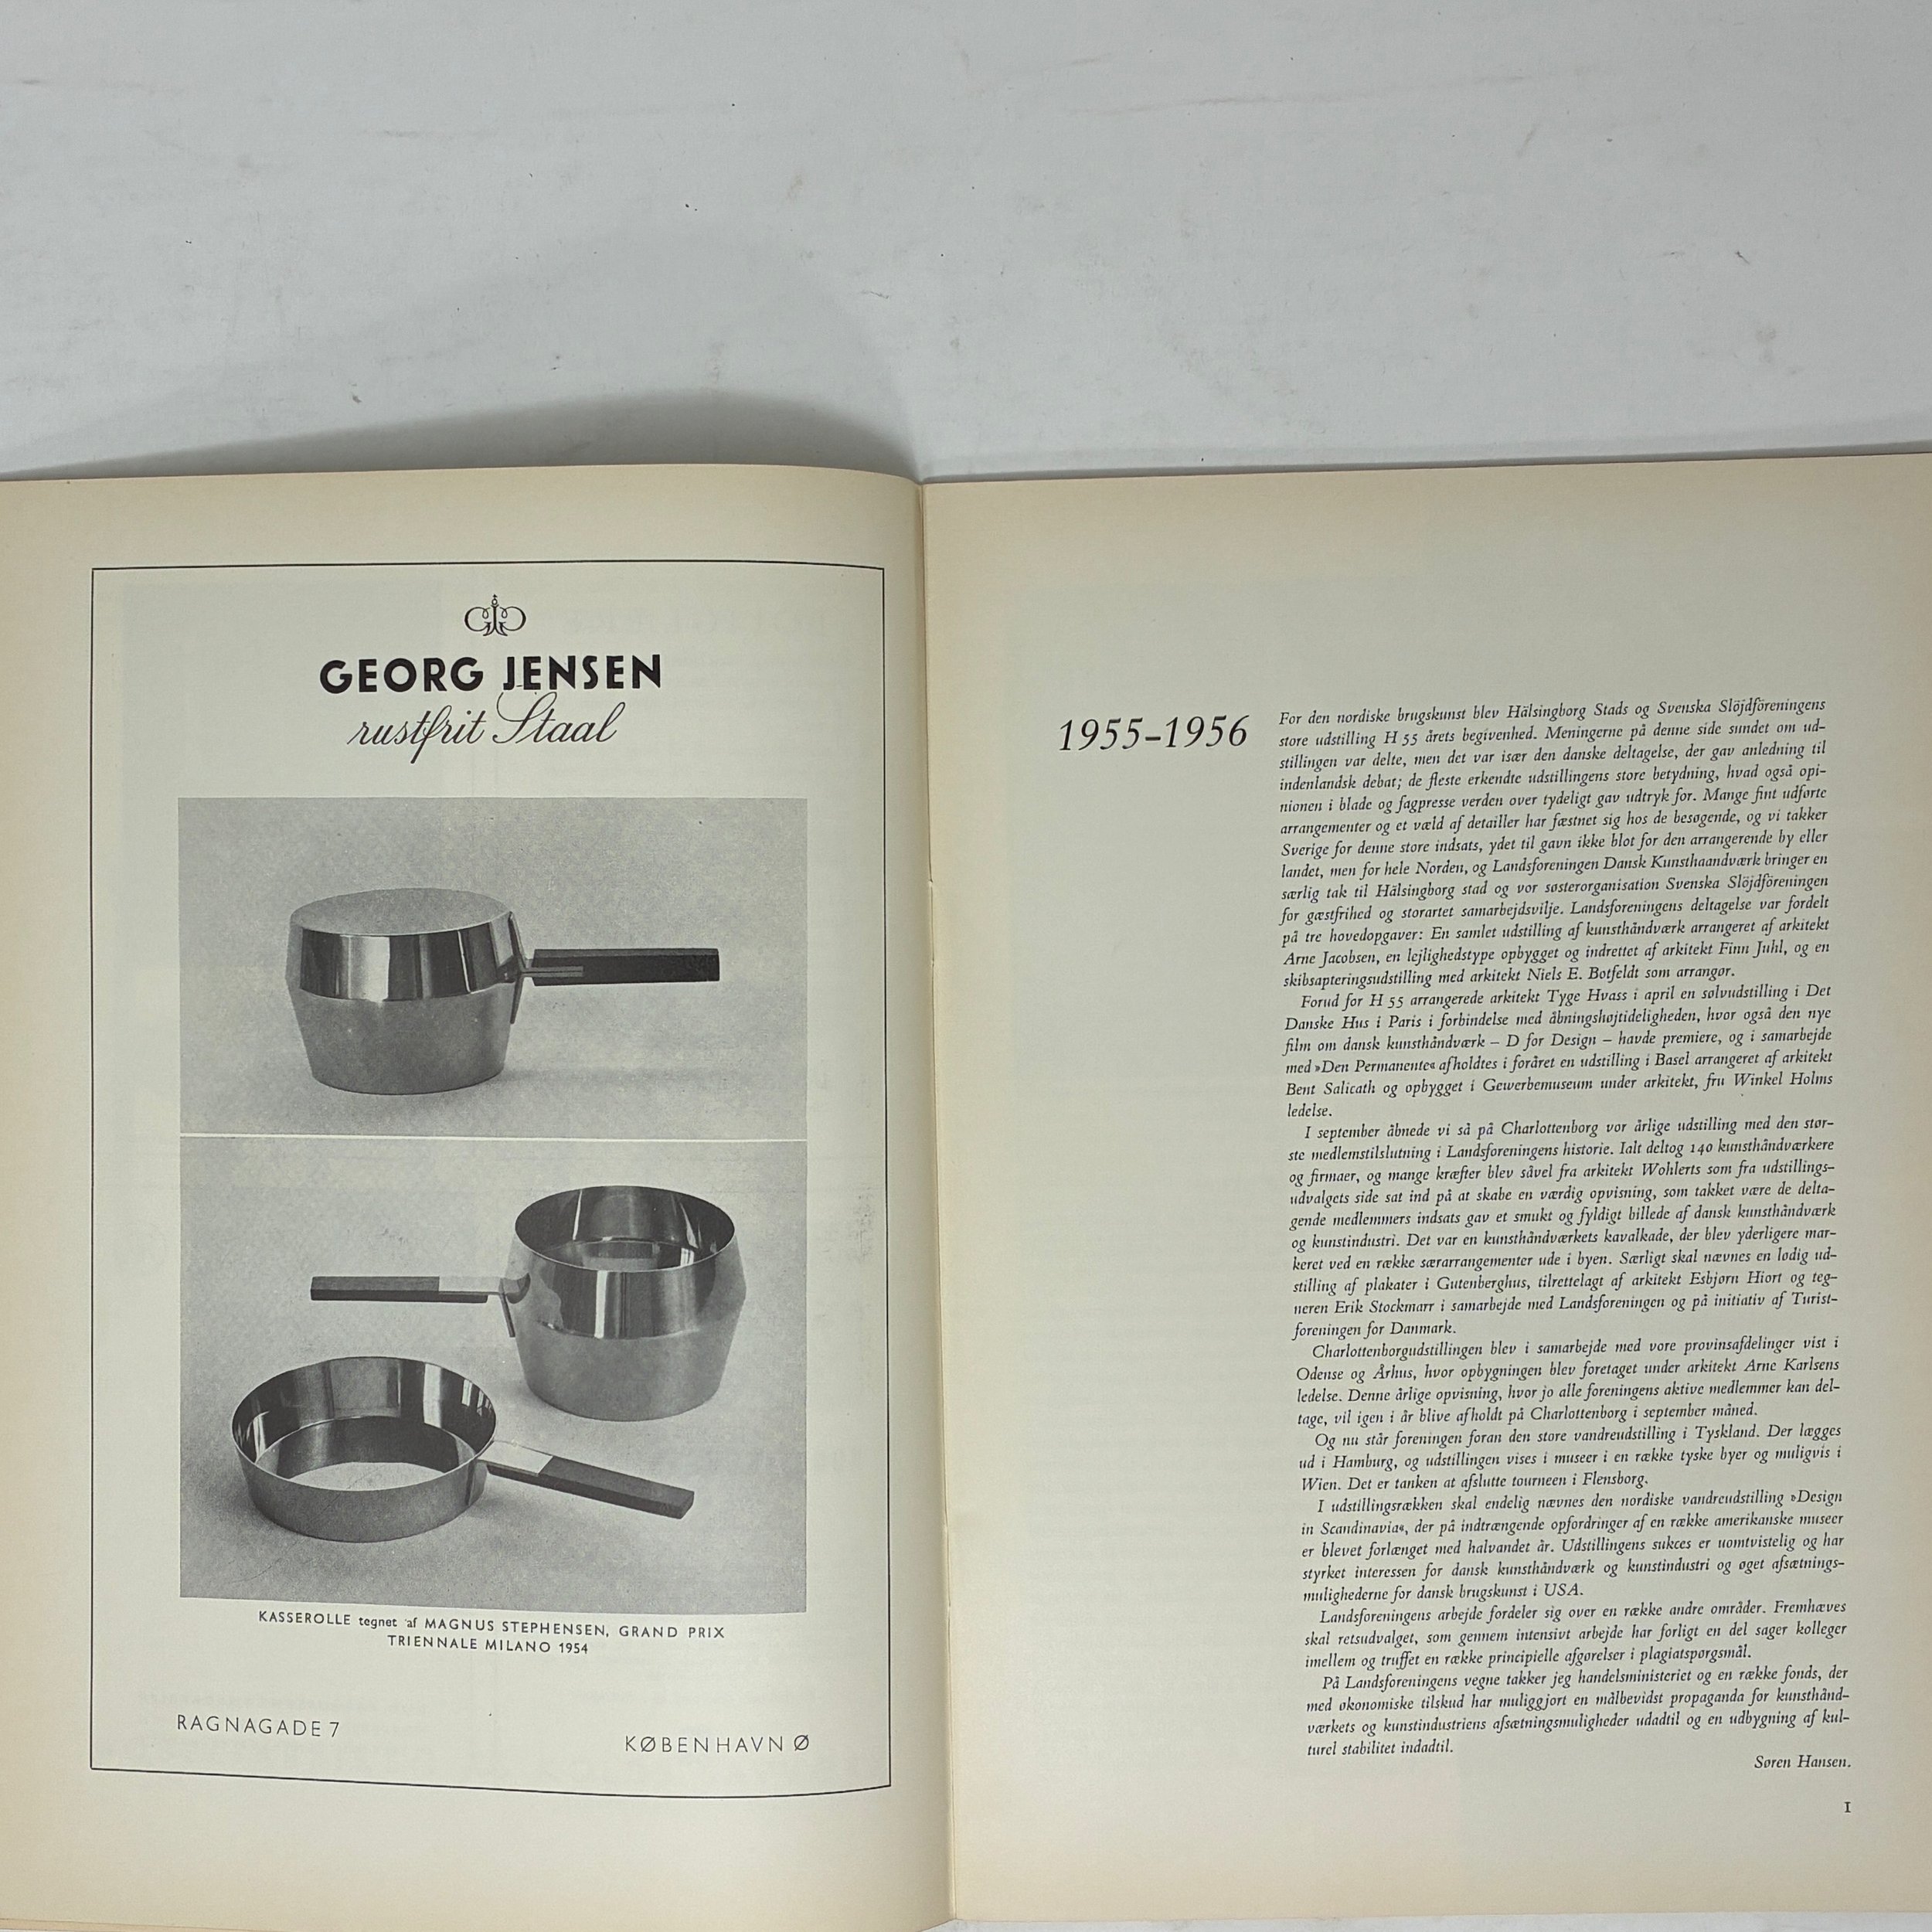 GEORG JENSEN
rustfrit Staal
KASSEROLLE tegnet af MAGNUS STEPHENSEN, GRAND PRIX
TRIENNALE MILANO 1954
RAGNAGADE 7
KØBENHAVN Ø
1955–1956
For den nordiske brugskunst blev Hälsingborg Stads og Svenska Slöjdföreningens
store udstilling H 55 årets begivenhed. Meningerne på denne side sundet om ud-
stillingen var delte, men det var især den danske deltagelse, der gav anledning til
indenlandsk debat; de fleste erkendte udstillingens store betydning, hvad også opi-
nionen i blade og fagpresse verden over tydeligt gav udtryk for. Mange fint udførte
arrangementer og et væld af detailler har fæstnet sig hos de besøgende, og vi takker
Sverige for denne store indsats, ydet til gavn ikke blot for den arrangerende by eller
landet, men for hele Norden, og Landsforeningen Dansk Kunsthaandværk bringer en
særlig tak til Hälsingborg stad og vor søsterorganisation Svenska Slöjdföreningen
for gæstfrihed og storartet samarbejdsvilje. Landsforeningens deltagelse var fordelt
på tre hovedopgaver: En samlet udstilling af kunsthåndværk arrangeret af arkitekt
Arne Jacobsen, en lejlighedstype opbygget og indrettet af arkitekt Finn Juhl, og en
skibsapteringsudstilling med arkitekt Niels E. Botfeldt som arrangør.
Forud for H 55 arrangerede arkitekt Tyge Hvass i april en sølvudstilling i Det
Danske Hus i Paris i forbindelse med åbningshøjtideligheden, hvor også den nye
film om dansk kunsthåndværk – D for Design – havde premiere, og i samarbejde
med »Den Permanente« afholdtes i foråret en udstilling i Basel arrangeret af arkitekt
Bent Salicath og opbygget i Gewerbemuseum under arkitekt, fru Winkel Holms
ledelse.
I september åbnede vi så på Charlottenborg vor årlige udstilling med den stør-
ste medlemstilslutning i Landsforeningens historie. Ialt deltog 140 kunsthåndværkere
og firmaer, og mange kræfter blev såvel fra arkitekt Wohlerts som fra udstillings-
udvalgets side sat ind på at skabe en værdig opvisning, som takket være de delta-
gende medlemmers indsats gav et smukt og fyldigt billede af dansk kunsthåndværk
og kunstindustri. Det var en kunsthåndværkets kavalkade, der blev yderligere mar-
keret ved en række særarrangementer ude i byen. Særligt skal nævnes en lødig ud-
stilling af plakater i Gutenberghus, tilrettelagt af arkitekt Esbjørn Hiort og teg-
neren Erik Stockmarr i samarbejde med Landsforeningen og på initiativ af Turist-
foreningen for Danmark.
Charlottenborgudstillingen blev i samarbejde med vore provinsafdelinger vist i
Odense og Århus, hvor opbygningen blev foretaget under arkitekt Arne Karlsens
ledelse. Denne årlige opvisning, hvor jo alle foreningens aktive medlemmer kan del-
tage, vil igen i år blive afholdt på Charlottenborg i september måned.
Og nu står foreningen foran den store vandreudstilling i Tyskland. Der lægges
ud i Hamburg, og udstillingen vises i museer i en række tyske byer og muligvis i
Wien. Det er tanken at afslutte tourneen i Flensborg.
I udstillingsrækken skal endelig nævnes den nordiske vandreudstilling »Design
in Scandinavia«, der på indtrængende opfordringer af en række amerikanske museer
er blevet forlænget med halvandet år. Udstillingens sukces er uomtvistelig og har
styrket interessen for dansk kunsthåndværk og kunstindustri og øget afsætnings-
mulighederne for dansk brugskunst i USA.
Landsforeningens arbejde fordeler sig over en række andre områder. Fremhæves
skal retsudvalget, som gennem intensivt arbejde har forligt en del sager kolleger
imellem og truffet en række principielle afgørelser i plagiatspørgsmål.
På Landsforeningens vegne takker jeg handelsministeriet og en række fonds, der
med økonomiske tilskud har muliggjort en målbevidst propaganda for kunsthånd-
værkets og kunstindustriens afsætningsmuligheder udadtil og en udbygning af kul-
turel stabilitet indadtil.
Søren Hansen.
1